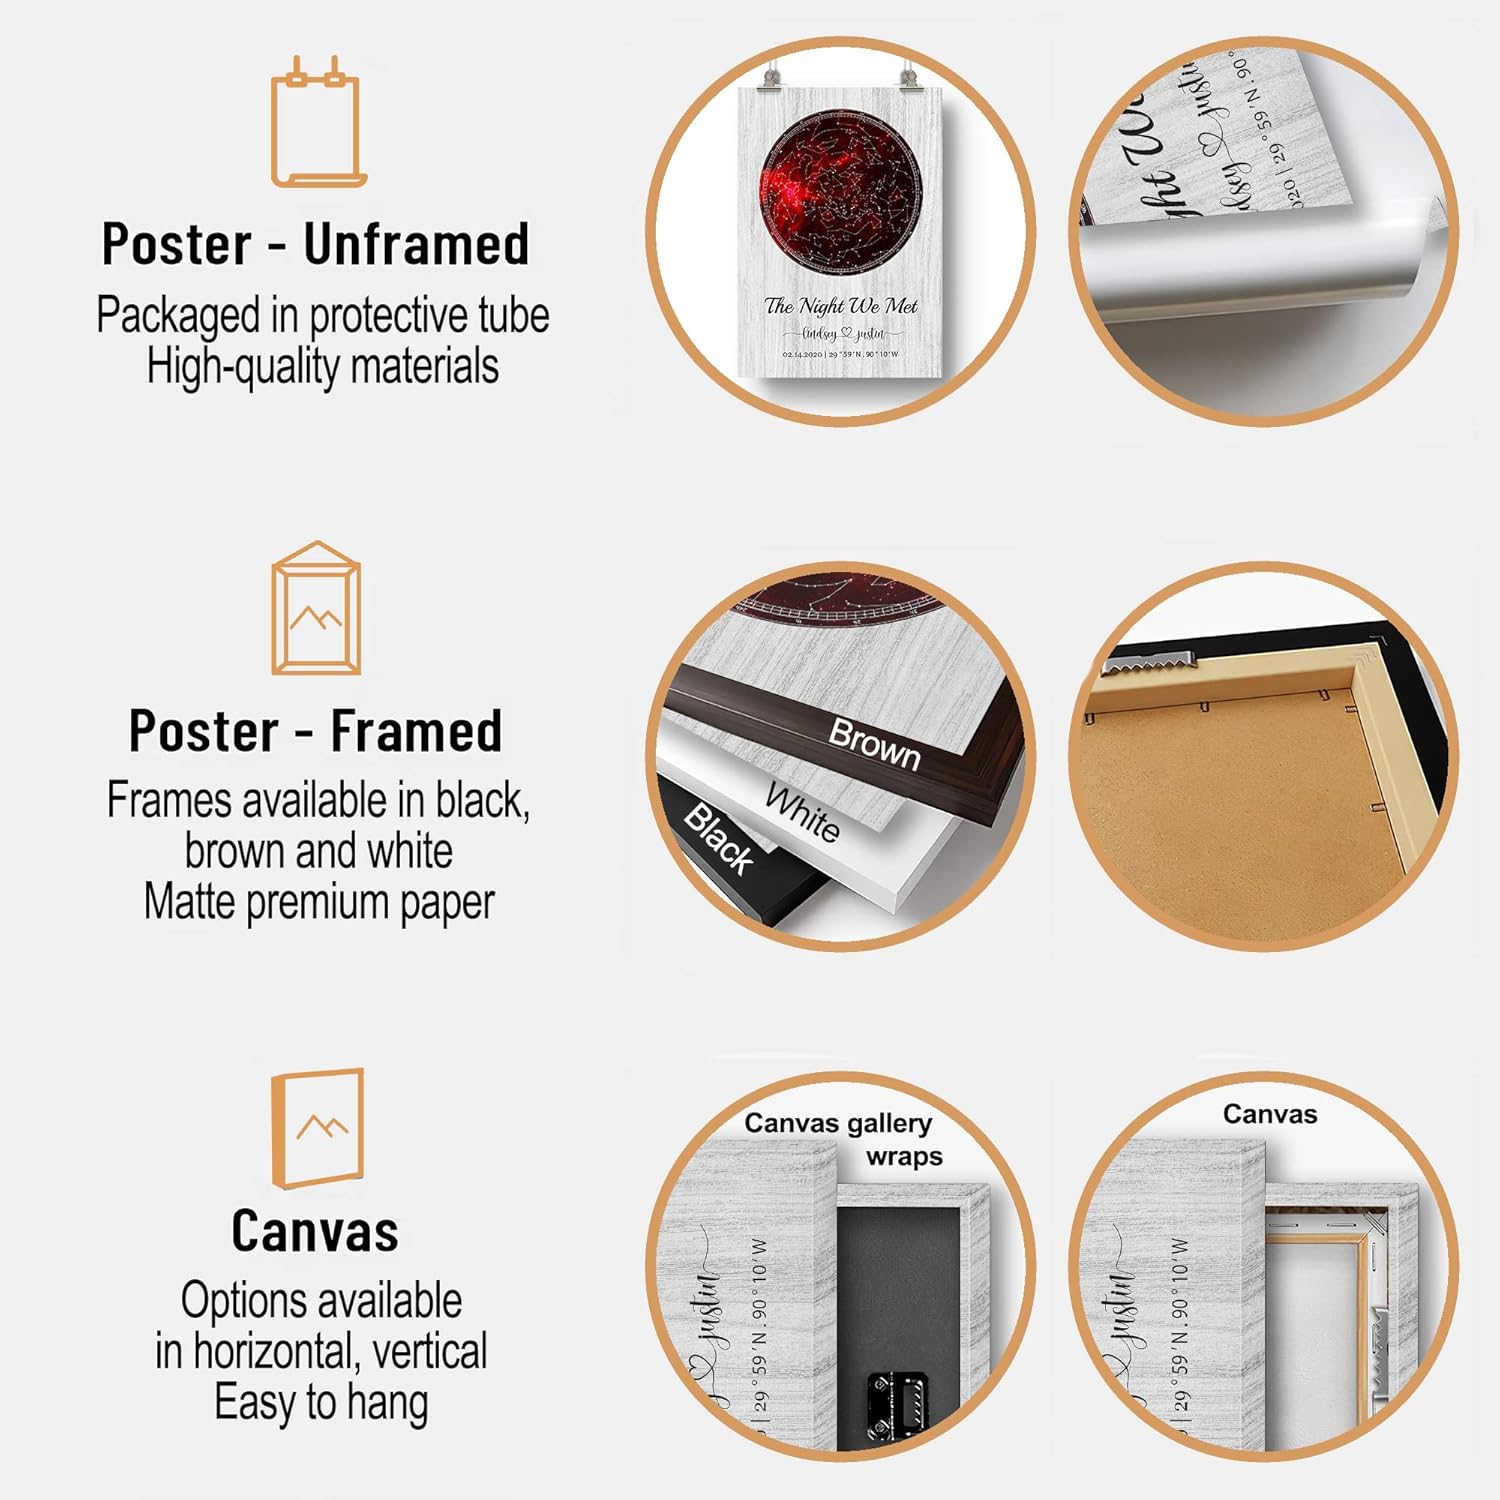 Poster - Unframed
Packaged in protective tube
High-quality materials
The Night We Met
lindsey justin
02.14.2020 | 29°59'N. 90°10'W
ght We
dsey justin
020 | 29°59'N. 90°
Poster - Framed
Frames available in black,
brown and white
Matte premium paper
Brown
White
Black
Canvas
Options available
in horizontal, vertical
Easy to hang
Canvas gallery
wraps
justin
| 29°59'N. 90°10'W
Canvas
justin
| 29°59'N. 90°10'W